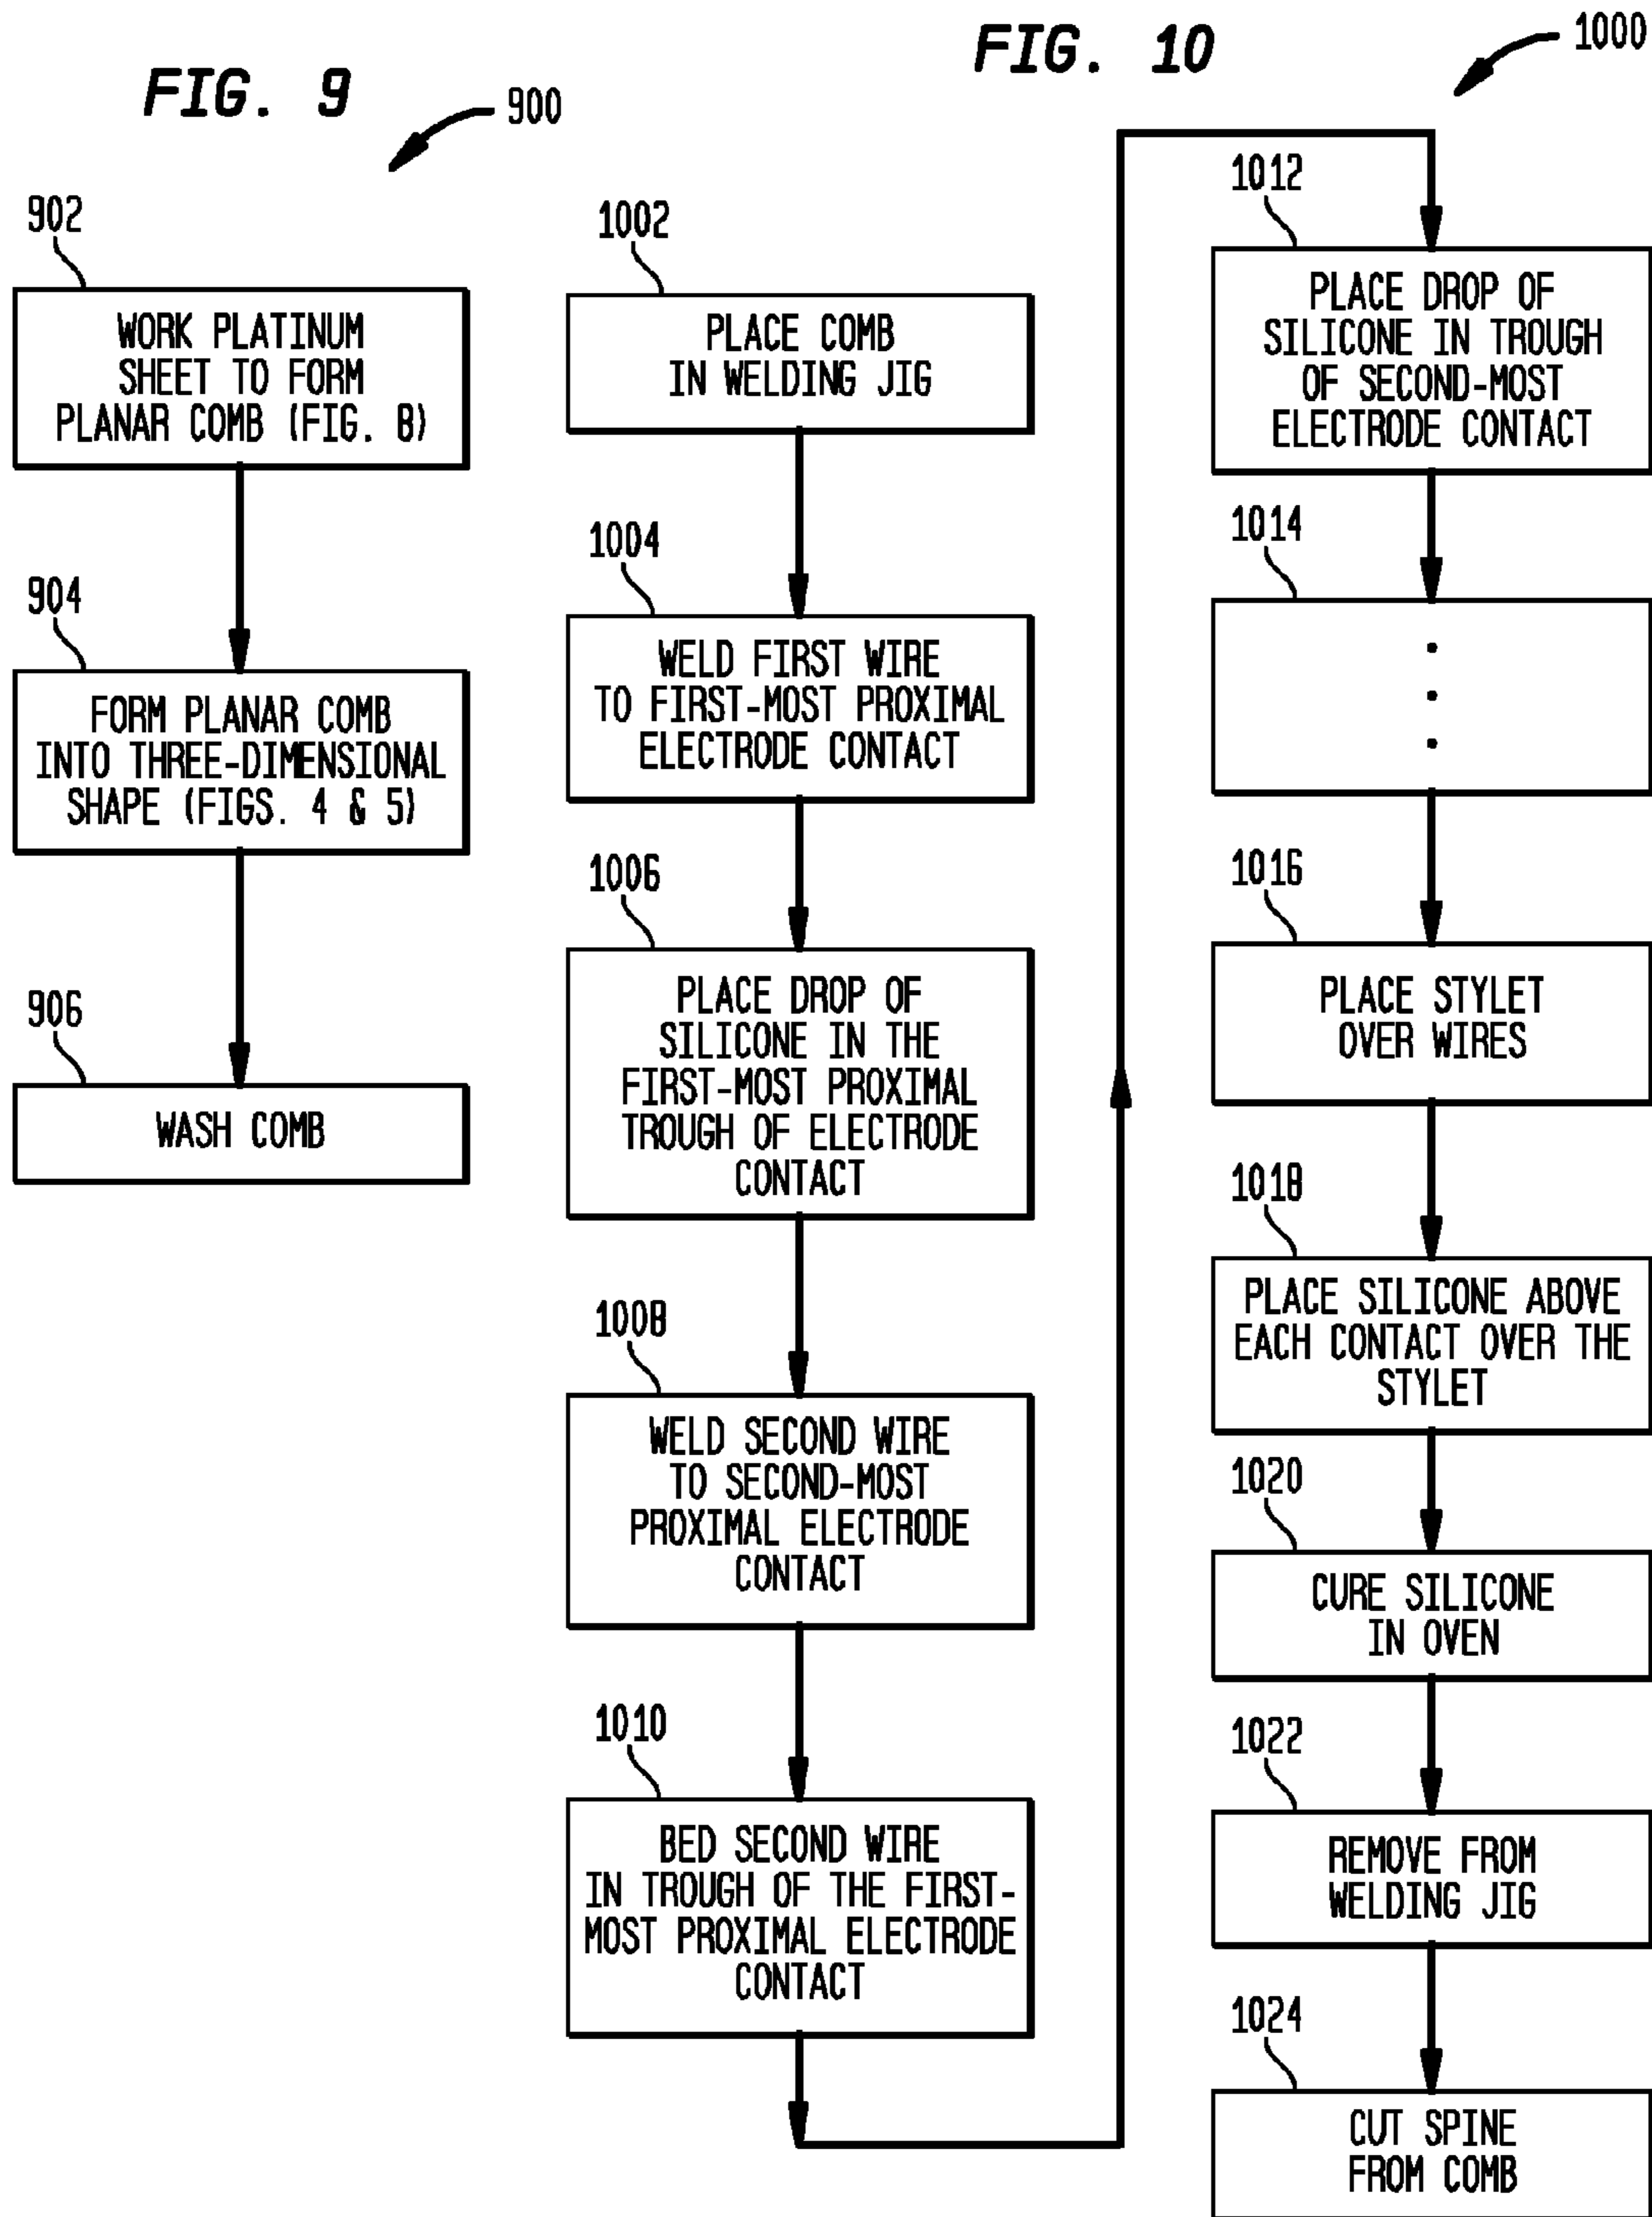 FIG. 9
900
902
WORK PLATINUM
SHEET TO FORM
PLANAR COMB (FIG. 8)
904
FORM PLANAR COMB
INTO THREE-DIMENSIONAL
SHAPE (FIGS. 4 & 5)
906
WASH COMB
FIG. 10
1000
1002
PLACE COMB
IN WELDING JIG
1004
WELD FIRST WIRE
TO FIRST-MOST PROXIMAL
ELECTRODE CONTACT
1006
PLACE DROP OF
SILICONE IN THE
FIRST-MOST PROXIMAL
TROUGH OF ELECTRODE
CONTACT
1008
WELD SECOND WIRE
TO SECOND-MOST
PROXIMAL ELECTRODE
CONTACT
1010
BED SECOND WIRE
IN TROUGH OF THE FIRST-
MOST PROXIMAL ELECTRODE
CONTACT
1012
PLACE DROP OF
SILICONE IN TROUGH
OF SECOND-MOST
ELECTRODE CONTACT
1014
1016
PLACE STYLET
OVER WIRES
1018
PLACE SILICONE ABOVE
EACH CONTACT OVER THE
STYLET
1020
CURE SILICONE
IN OVEN
1022
REMOVE FROM
WELDING JIG
1024
CUT SPINE
FROM COMB